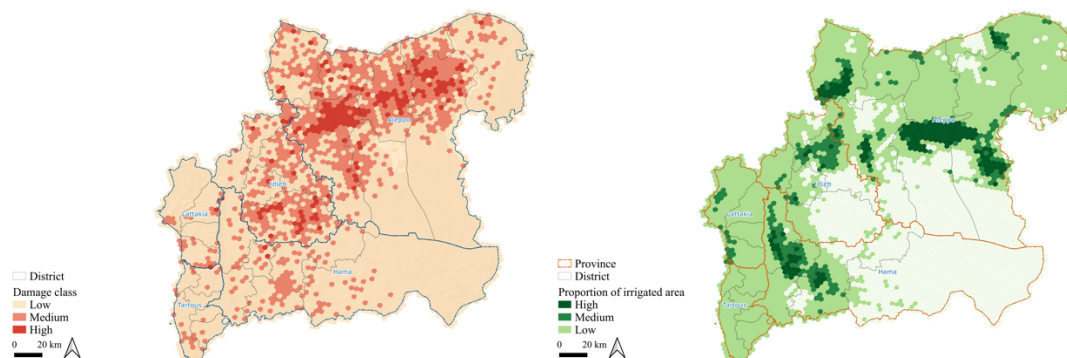 Aleppo
Idleb
Lattakia
Hama
Tartous
District
Damage class
Low
Medium
High
0 20 km
Aleppo
Idleb
Lattakia
Hama
Tartous
Province
District
Proportion of irrigated area
High
Medium
Low
0 20 km